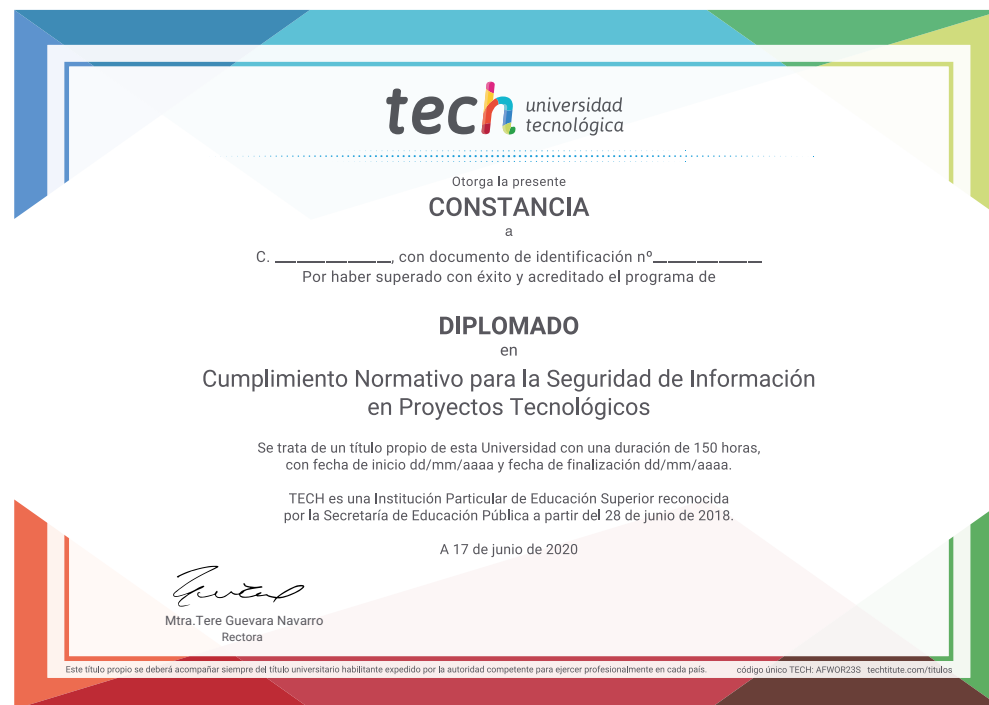 tech universidad
tecnológica
Otorga la presente
CONSTANCIA
a
C. ______________, con documento de identificación nº_____________
Por haber superado con éxito y acreditado el programa de
DIPLOMADO
en
Cumplimiento Normativo para la Seguridad de Información
en Proyectos Tecnológicos
Se trata de un título propio de esta Universidad con una duración de 150 horas,
con fecha de inicio dd/mm/aaaa y fecha de finalización dd/mm/aaaa.
TECH es una Institución Particular de Educación Superior reconocida
por la Secretaría de Educación Pública a partir del 28 de junio de 2018.
A 17 de junio de 2020
Mtra.Tere Guevara Navarro
Rectora
Este título propio se deberá acompañar siempre del título universitario habilitante expedido por la autoridad competente para ejercer profesionalmente en cada país. código único TECH: AFWOR23S techtitute.com/titulos